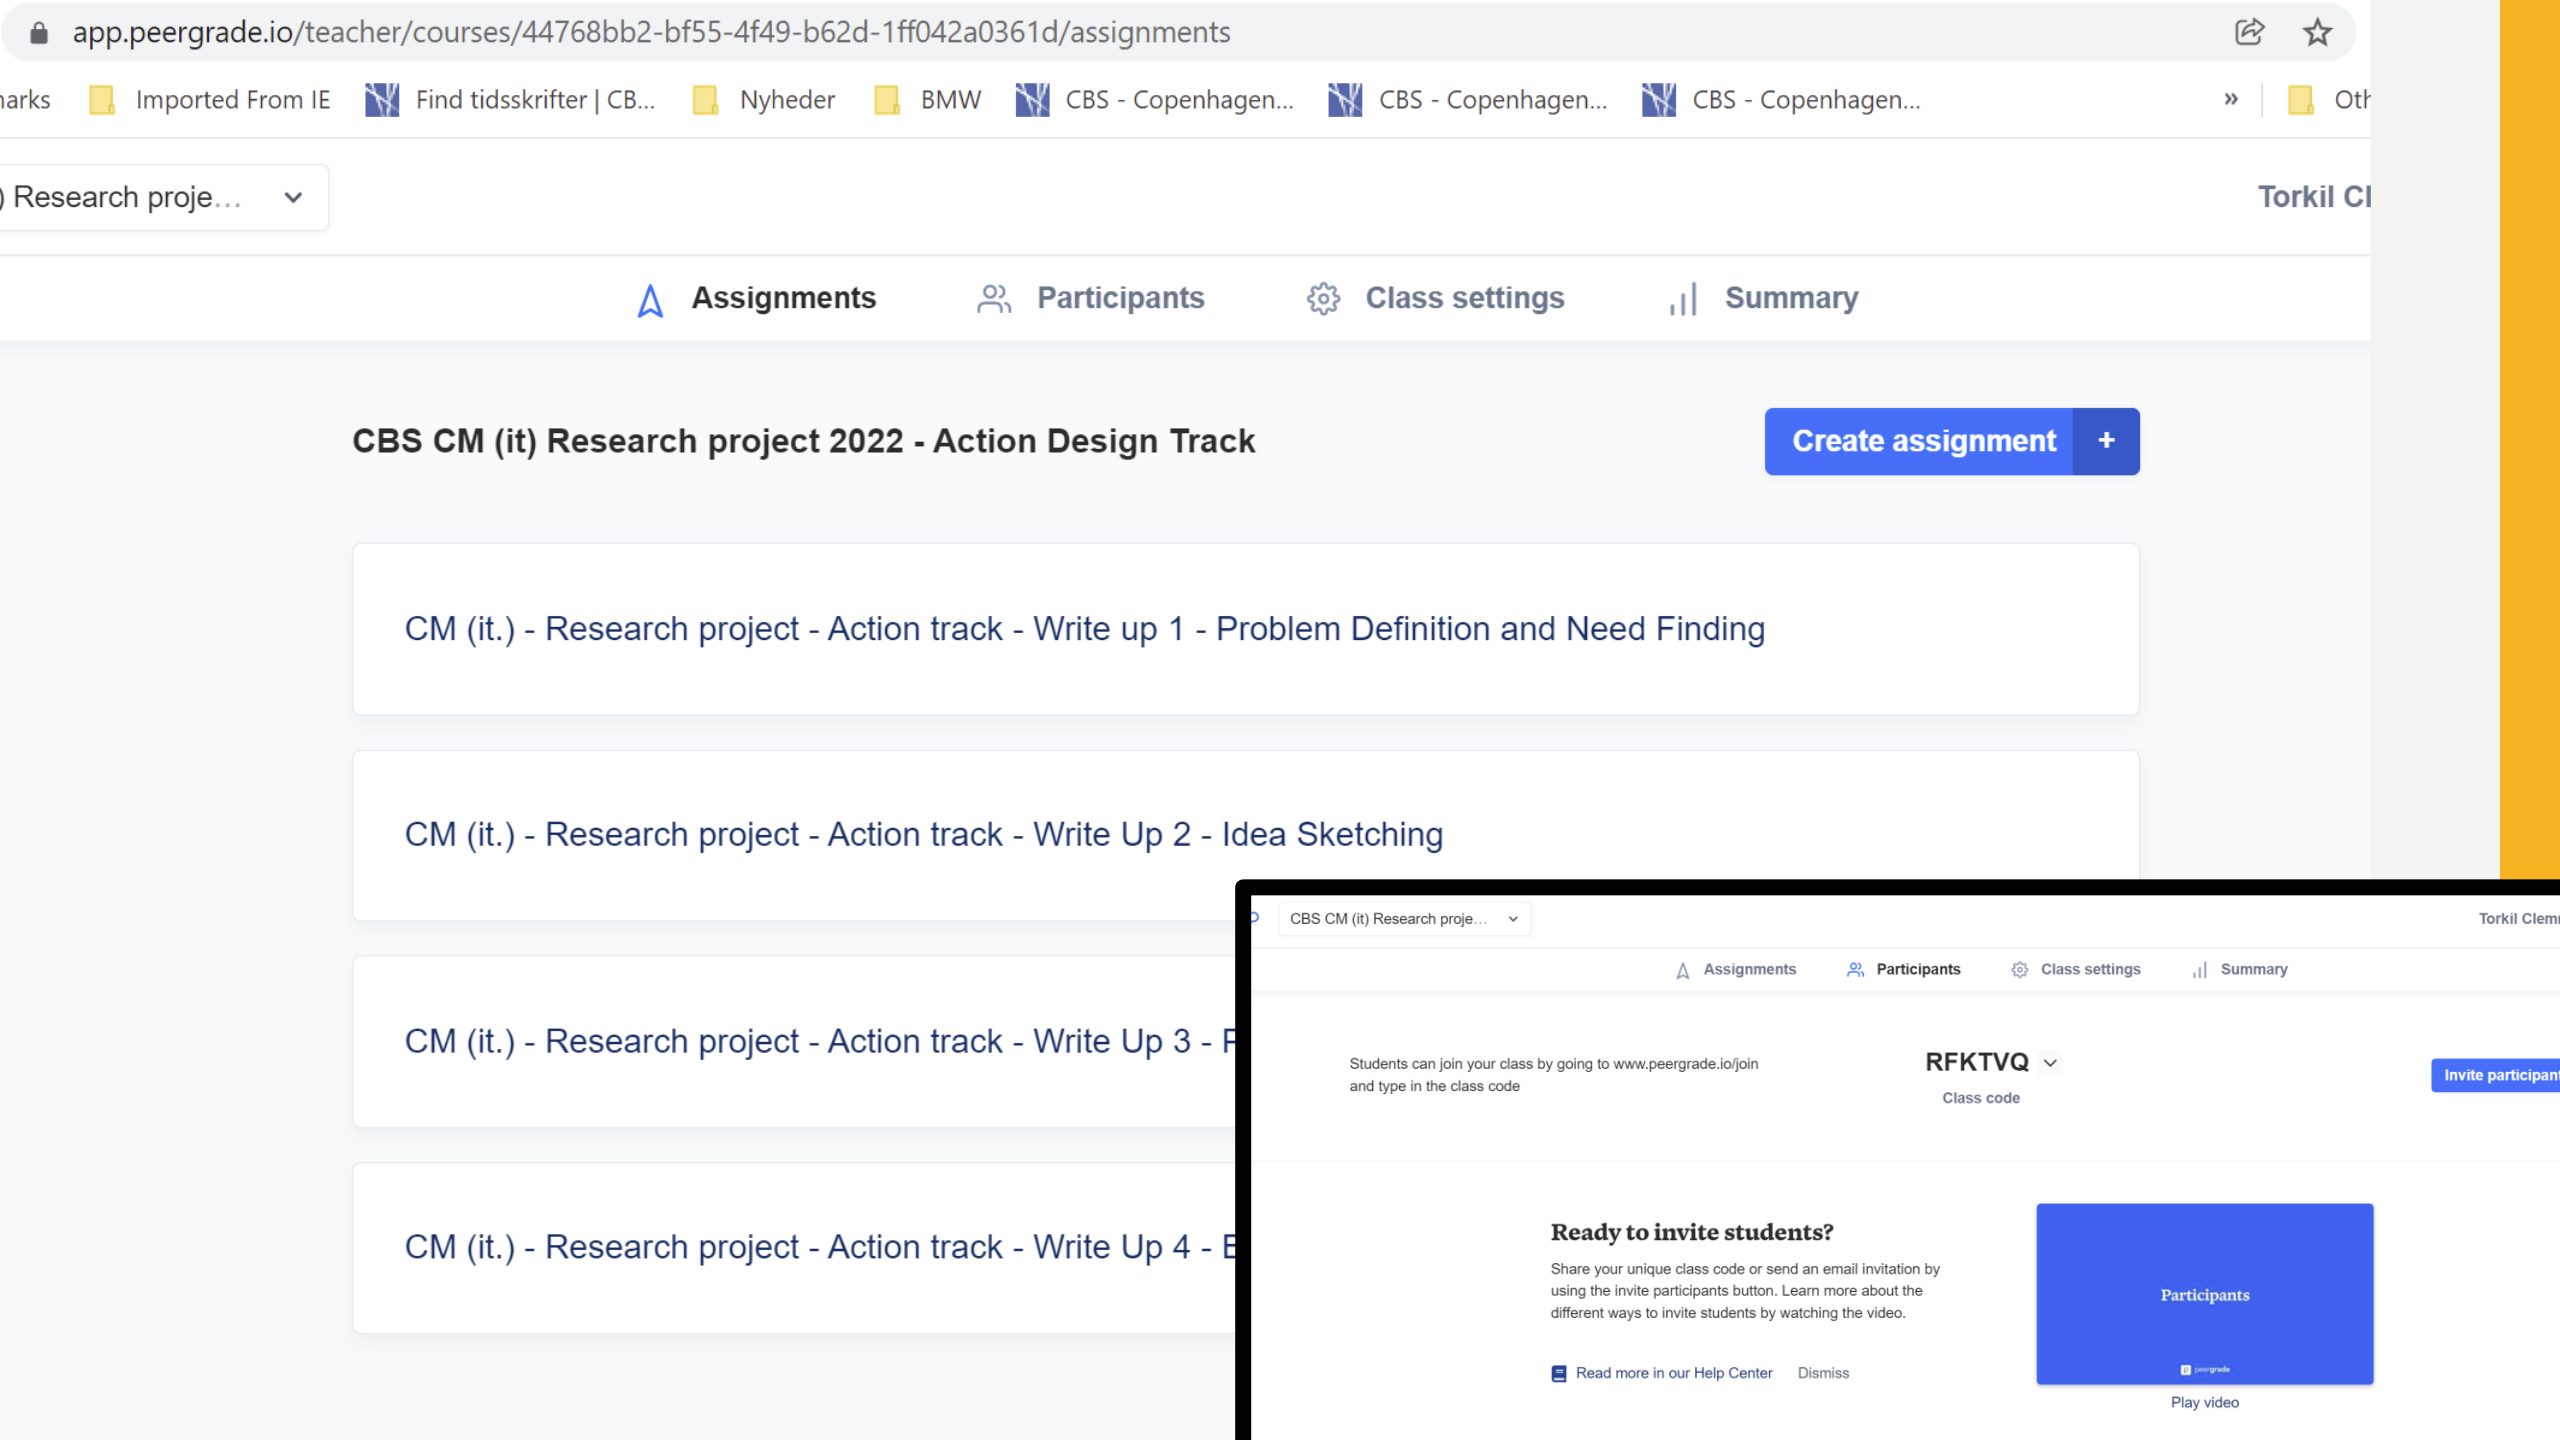 app.peergrade.io/teacher/courses/44768bb2-bf55-4f49-b62d-1ff042a0361d/assignments
Imported From IE Find tidsskrifter | CB... Nyheder BMW CBS - Copenhagen... CBS - Copenhagen... CBS - Copenhagen... »
) Research proje...
Torkil Cl
Assignments Participants Class settings Summary
CBS CM (it) Research project 2022 - Action Design Track
Create assignment +
CM (it.) - Research project - Action track - Write up 1 - Problem Definition and Need Finding
CM (it.) - Research project - Action track - Write Up 2 - Idea Sketching
CM (it.) - Research project - Action track - Write Up 3 -
CM (it.) - Research project - Action track - Write Up 4 -
CBS CM (it) Research proje...
Torkil Clem
Assignments Participants Class settings Summary
Students can join your class by going to www.peergrade.io/join
and type in the class code
RFKTVQ
Class code
Invite participant
Ready to invite students?
Share your unique class code or send an email invitation by
using the invite participants button. Learn more about the
different ways to invite students by watching the video.
Read more in our Help Center Dismiss
Participants
peergrade
Play video